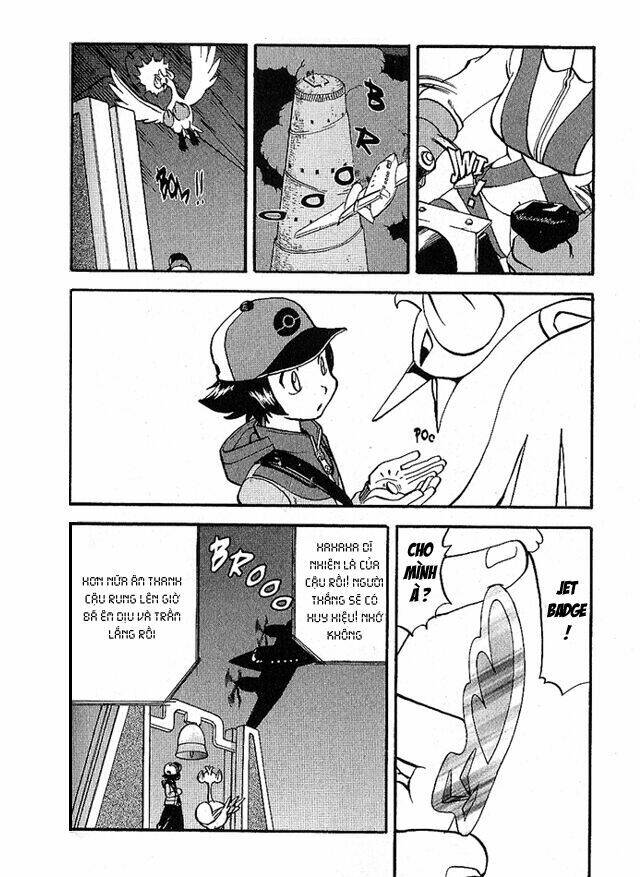 BOM!!
BRO
O O
POC
CHO
MÌNH
À?
JET
BADGE
!
HAHAHA DĨ
NHIÊN LÀ CỦA
CẬU RỒI! NGƯỜI
THẮNG SẼ CÓ
HUY HIỆU! NHỚ
KHÔNG
BROOO
HƠN NỮA ÂM THANH
CẬU RUNG LÊN GIỜ
ĐÃ ÊM DỊU VÀ TRẦM
LẮNG RỒI